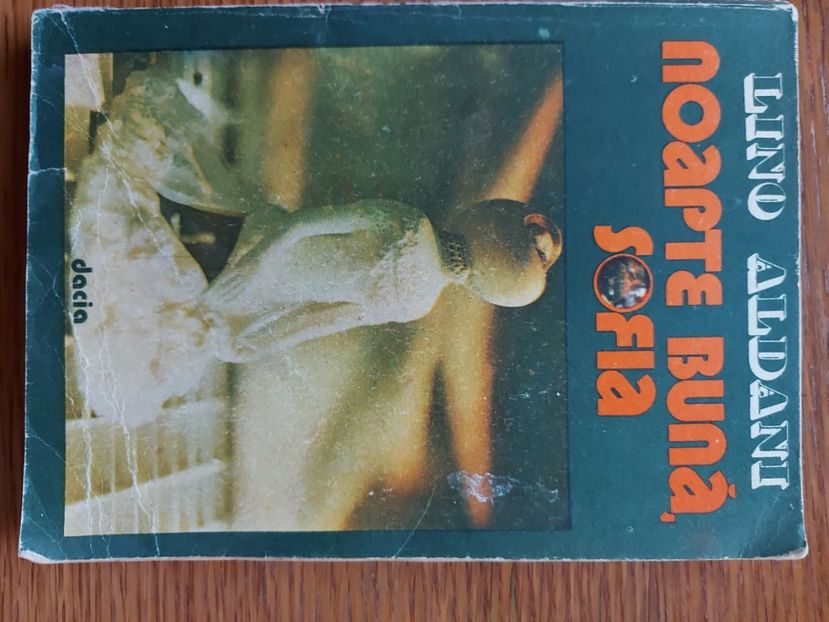 LINO ALDANI
NOAPTE BUNĂ,
SOFIA
dacia